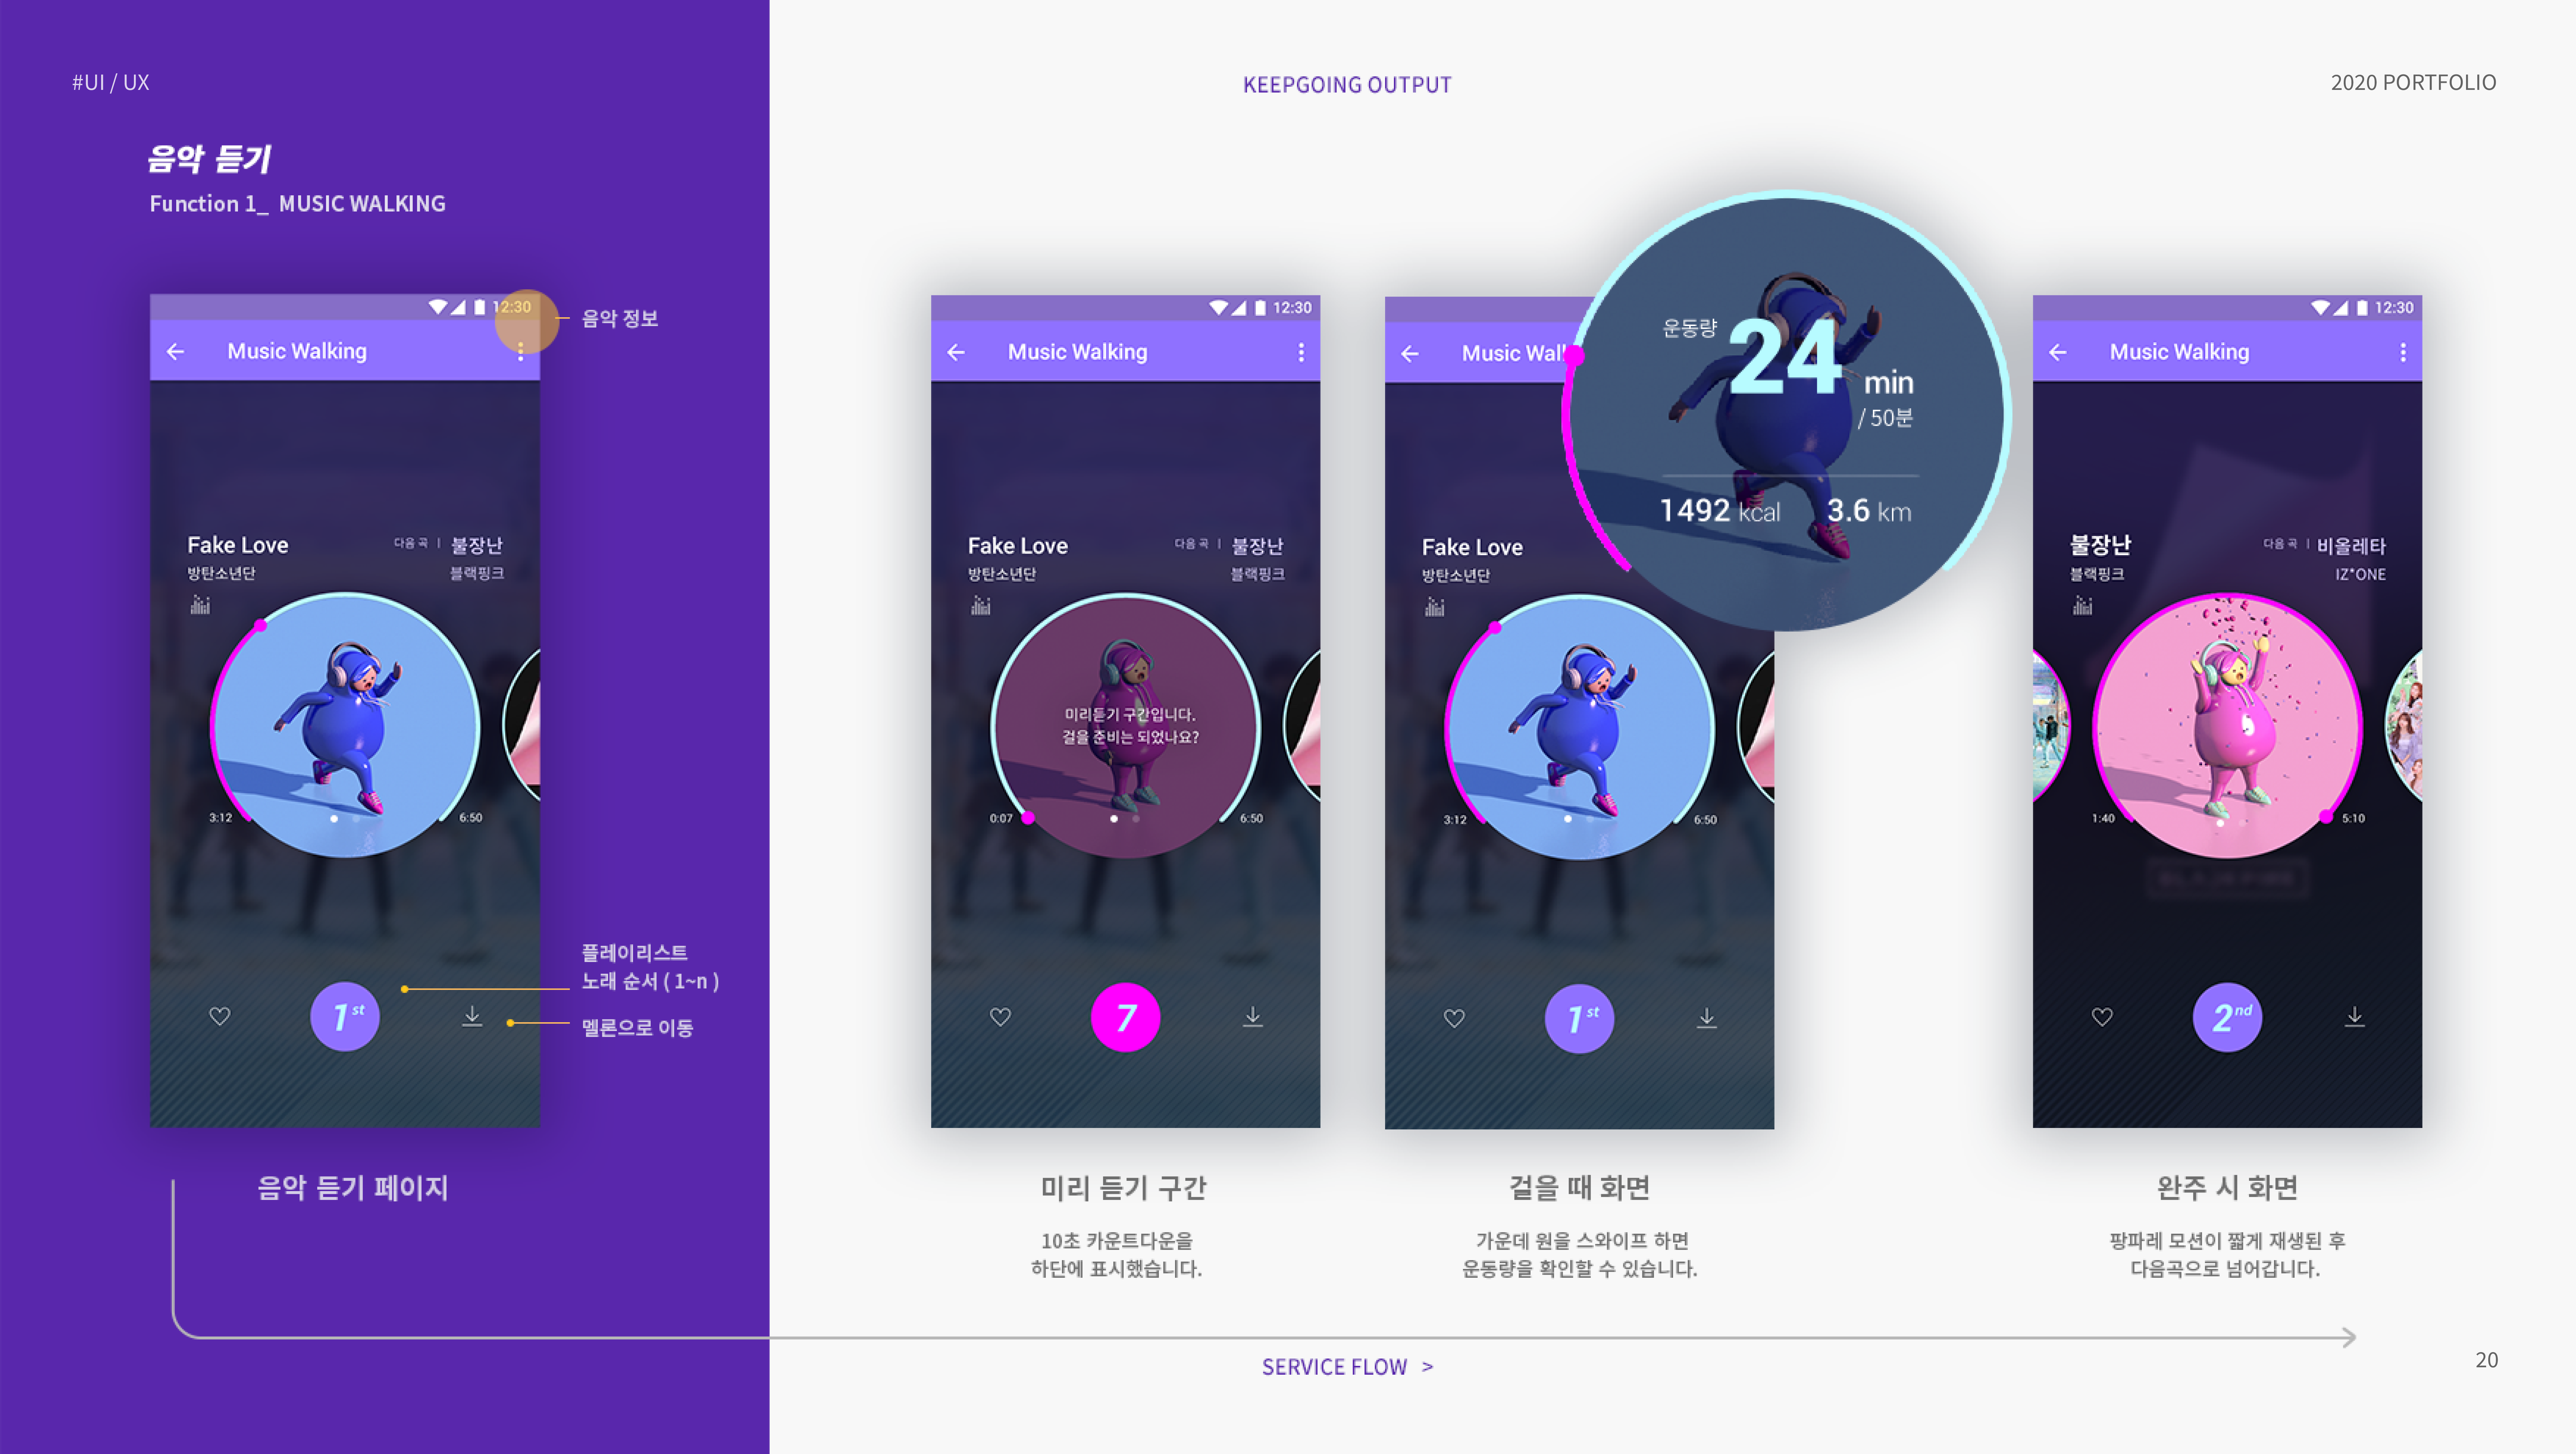 #UI / UX
KEEPGOING OUTPUT
2020 PORTFOLIO
음악 듣기
Function 1_ MUSIC WALKING
12:30
Music Walking
Fake Love
방탄소년단
다음 곡 | 불장난
블랙핑크
3:12
6:50
1st
음악 정보
플레이리스트
노래 순서 ( 1~n )
멜론으로 이동
음악 듣기 페이지
12:30
Music Walking
Fake Love
방탄소년단
다음 곡 | 불장난
블랙핑크
미리듣기 구간입니다.
걸을 준비는 되었나요?
0:07
6:50
7
미리 듣기 구간
10초 카운트다운을
하단에 표시했습니다.
Music Wal
Fake Love
방탄소년단
3:12
6:50
1st
운동량 24 min
/ 50분
1492 kcal 3.6 km
걸을 때 화면
가운데 원을 스와이프 하면
운동량을 확인할 수 있습니다.
12:30
Music Walking
불장난
블랙핑크
다음 곡 | 비올레타
IZ*ONE
1:40
5:10
2nd
완주 시 화면
팡파레 모션이 짧게 재생된 후
다음곡으로 넘어갑니다.
SERVICE FLOW >
20